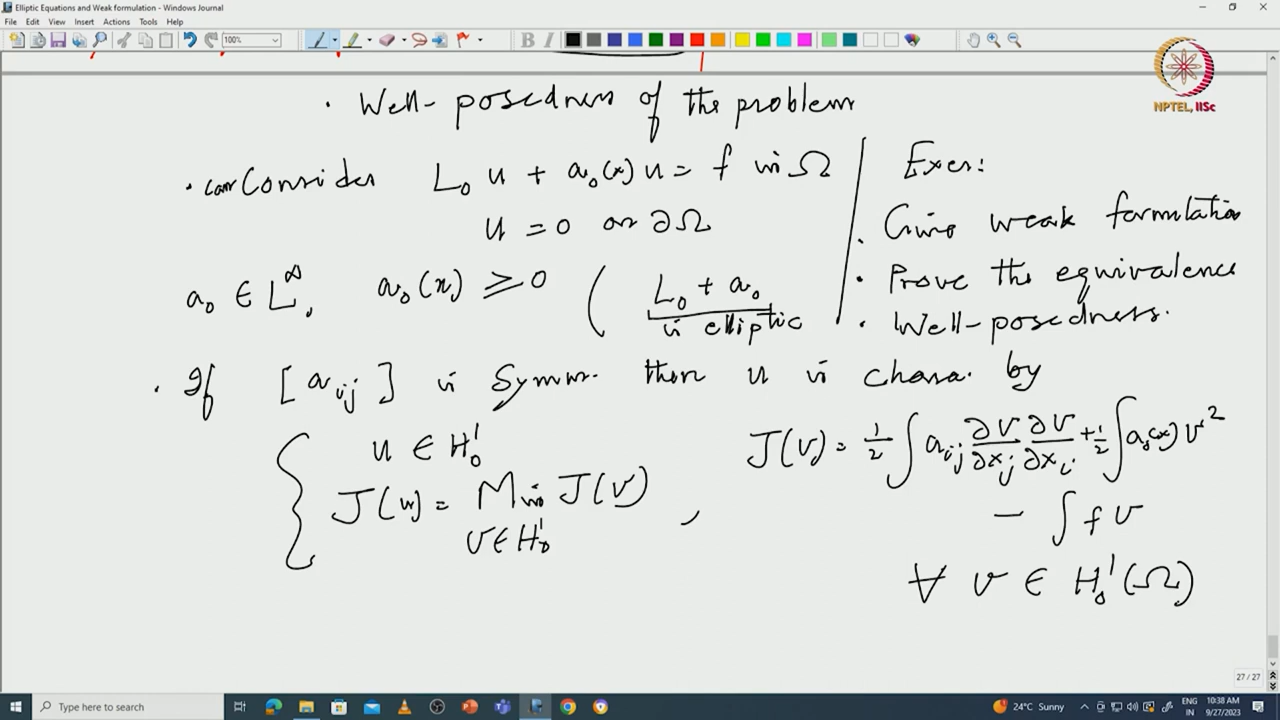 Elliptic Equations and Weak formulation - Windows Journal
File Edit View Insert Actions Tools Help
100%
B I
NPTEL, IISc
• Well-posedness of the problem
• Consider L₀ u + a₀(x) u = f in Ω
u = 0 on ∂Ω
a₀ ∈ L^∞, a₀(x) ≥ 0 ( L₀ + a₀
is elliptic
Exer:
• Give weak formulation
• Prove the equivalence
• Well-posedness.
• If [a_ij] is Symm. then u is chara. by
{ u ∈ H₀¹
J(u) = Min J(v) ,
v ∈ H₀¹
J(v) = 1/2 ∫ a_ij ∂v/∂x_j ∂v/∂x_i + 1/2 ∫ a₀(x) v²
− ∫ f v
∀ v ∈ H₀¹(Ω)
27 / 27
Type here to search
24°C Sunny
ENG
IN
10:38 AM
9/27/2023